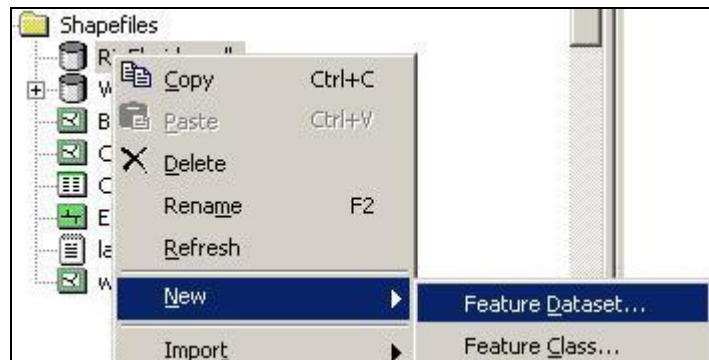 Shapefiles
Copy Ctrl+C
Paste Ctrl+V
Delete
Rename F2
Refresh
New
Feature Dataset...
Import
Feature Class...